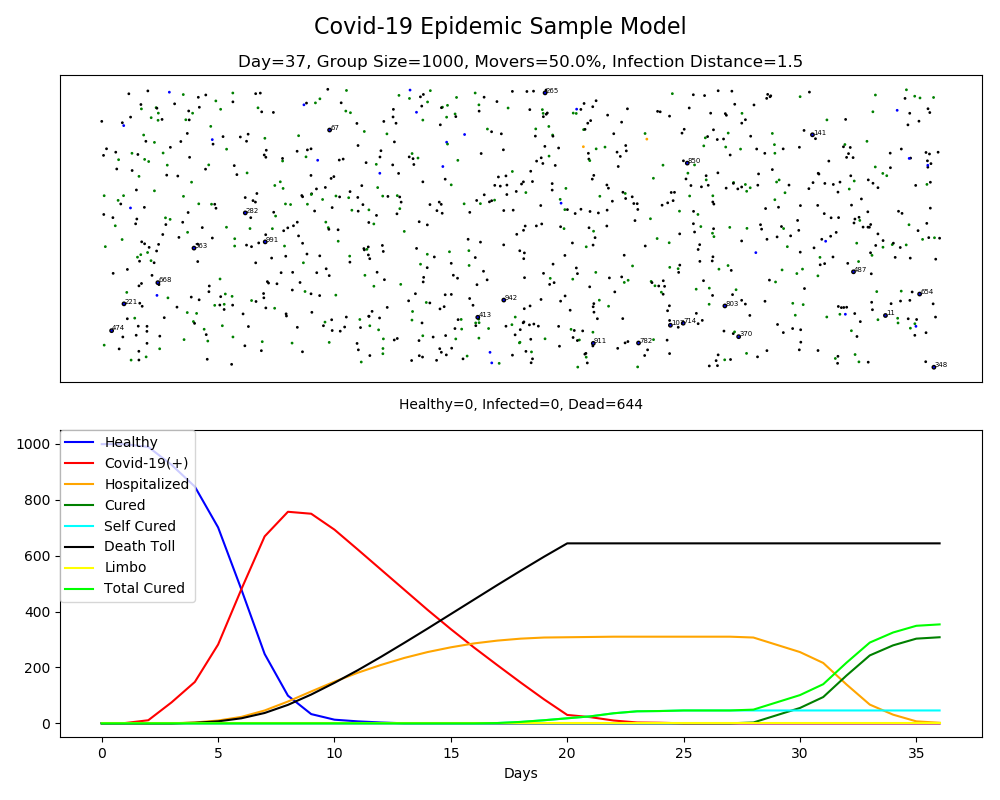 Covid-19 Epidemic Sample Model
Day=37, Group Size=1000, Movers=50.0%, Infection Distance=1.5
265
67
141
850
282
991
563
487
668
654
942
221
803
11
413
714
474
370
911
782
348
Healthy=0, Infected=0, Dead=644
1000
800
600
400
200
0
Healthy
Covid-19(+)
Hospitalized
Cured
Self Cured
Death Toll
Limbo
Total Cured
0 5 10 15 20 25 30 35
Days